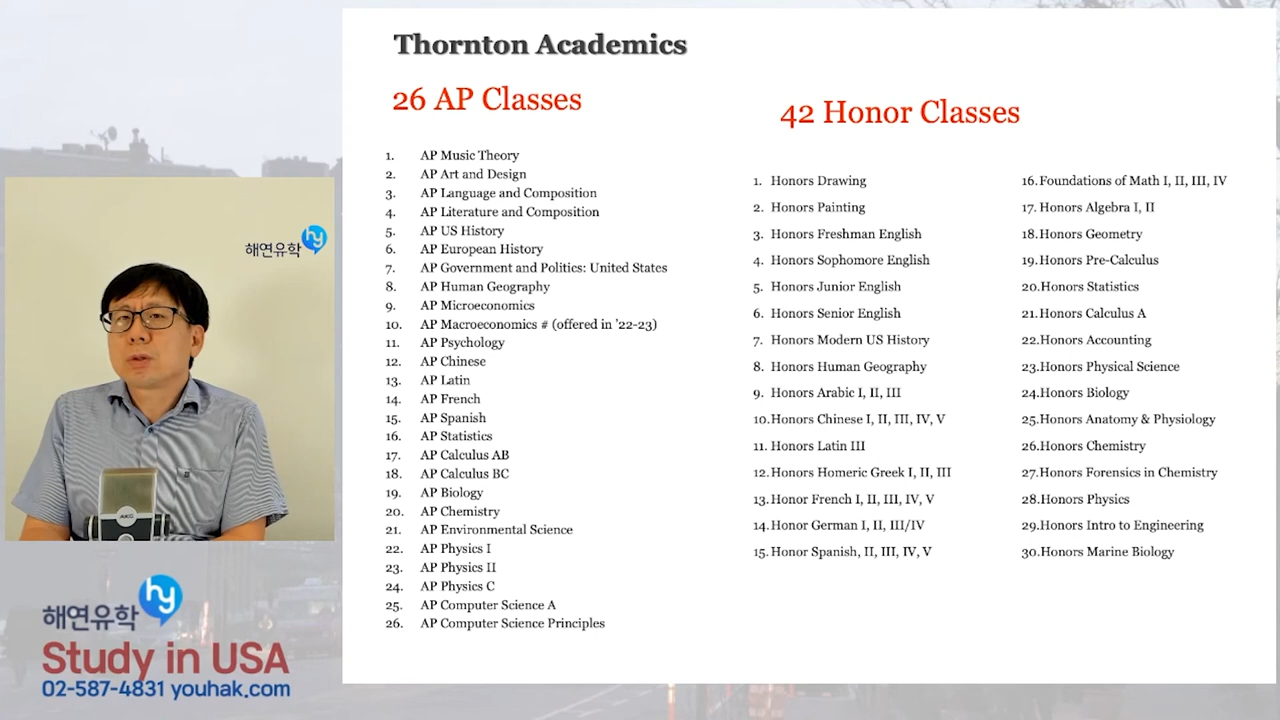 Thornton Academics
26 AP Classes
1. AP Music Theory
2. AP Art and Design
3. AP Language and Composition
4. AP Literature and Composition
5. AP US History
6. AP European History
7. AP Government and Politics: United States
8. AP Human Geography
9. AP Microeconomics
10. AP Macroeconomics # (offered in '22-23)
11. AP Psychology
12. AP Chinese
13. AP Latin
14. AP French
15. AP Spanish
16. AP Statistics
17. AP Calculus AB
18. AP Calculus BC
19. AP Biology
20. AP Chemistry
21. AP Environmental Science
22. AP Physics I
23. AP Physics II
24. AP Physics C
25. AP Computer Science A
26. AP Computer Science Principles
42 Honor Classes
1. Honors Drawing
2. Honors Painting
3. Honors Freshman English
4. Honors Sophomore English
5. Honors Junior English
6. Honors Senior English
7. Honors Modern US History
8. Honors Human Geography
9. Honors Arabic I, II, III
10. Honors Chinese I, II, III, IV, V
11. Honors Latin III
12. Honors Homeric Greek I, II, III
13. Honor French I, II, III, IV, V
14. Honor German I, II, III/IV
15. Honor Spanish, II, III, IV, V
16. Foundations of Math I, II, III, IV
17. Honors Algebra I, II
18. Honors Geometry
19. Honors Pre-Calculus
20. Honors Statistics
21. Honors Calculus A
22. Honors Accounting
23. Honors Physical Science
24. Honors Biology
25. Honors Anatomy & Physiology
26. Honors Chemistry
27. Honors Forensics in Chemistry
28. Honors Physics
29. Honors Intro to Engineering
30. Honors Marine Biology
해연유학 hy
AKG
해연유학 hy
Study in USA
02-587-4831 youhak.com